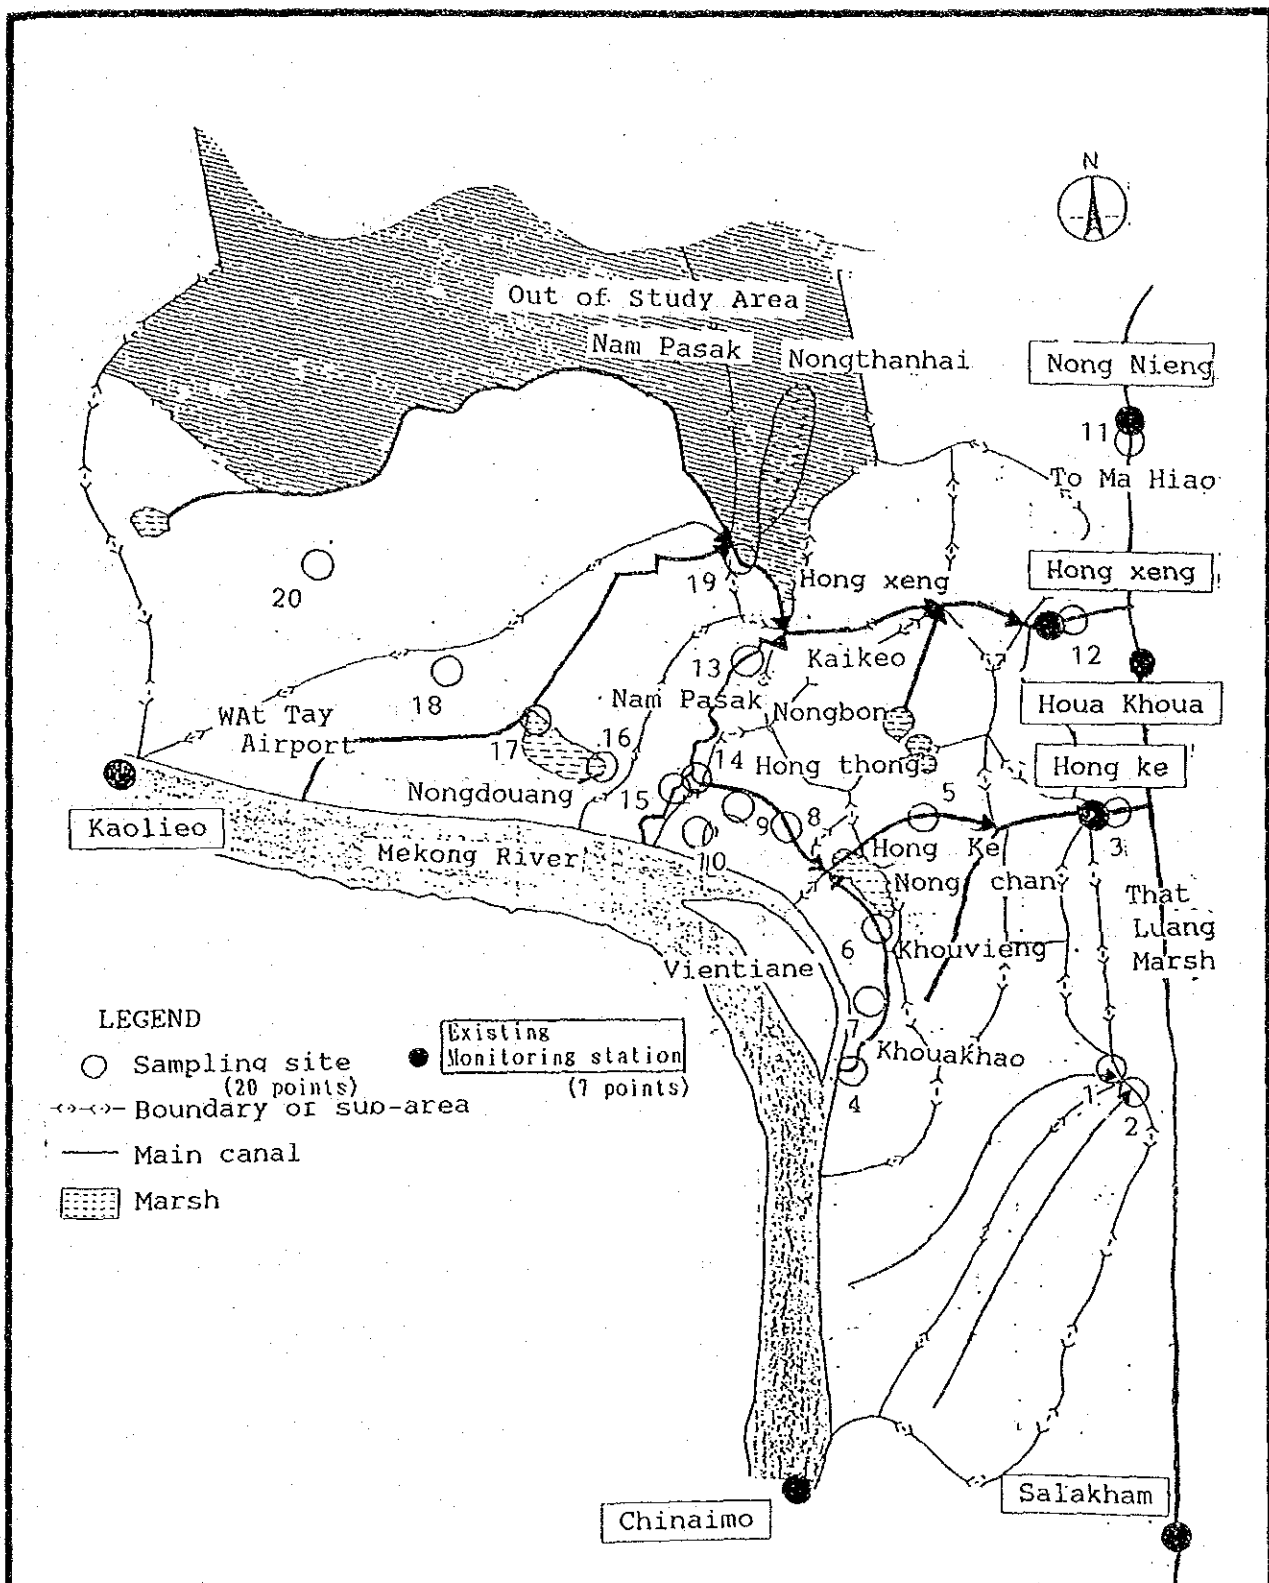 N
Out of Study Area
Nam Pasak
Nongthanhai
Nong Nieng
11
To Ma Hiao
Hong xeng
Hong xeng
20
19
12
13
Kaikeo
Houa Khoua
18
Nam Pasak
Nongbon
WAt Tay
Airport
17
16
14
Hong thong
Hong ke
Nongdouang
15
5
Kaolieo
9
8
10
Hong Ke
3
Mekong River
Nong chan
That
Luang
Marsh
6
Khouvieng
Vientiane
7
Khouakhao
4
1
2
LEGEND
Sampling site
(20 points)
Existing
Monitoring station
(7 points)
Boundary or sub-area
Main canal
Marsh
Chinaimo
Salakham